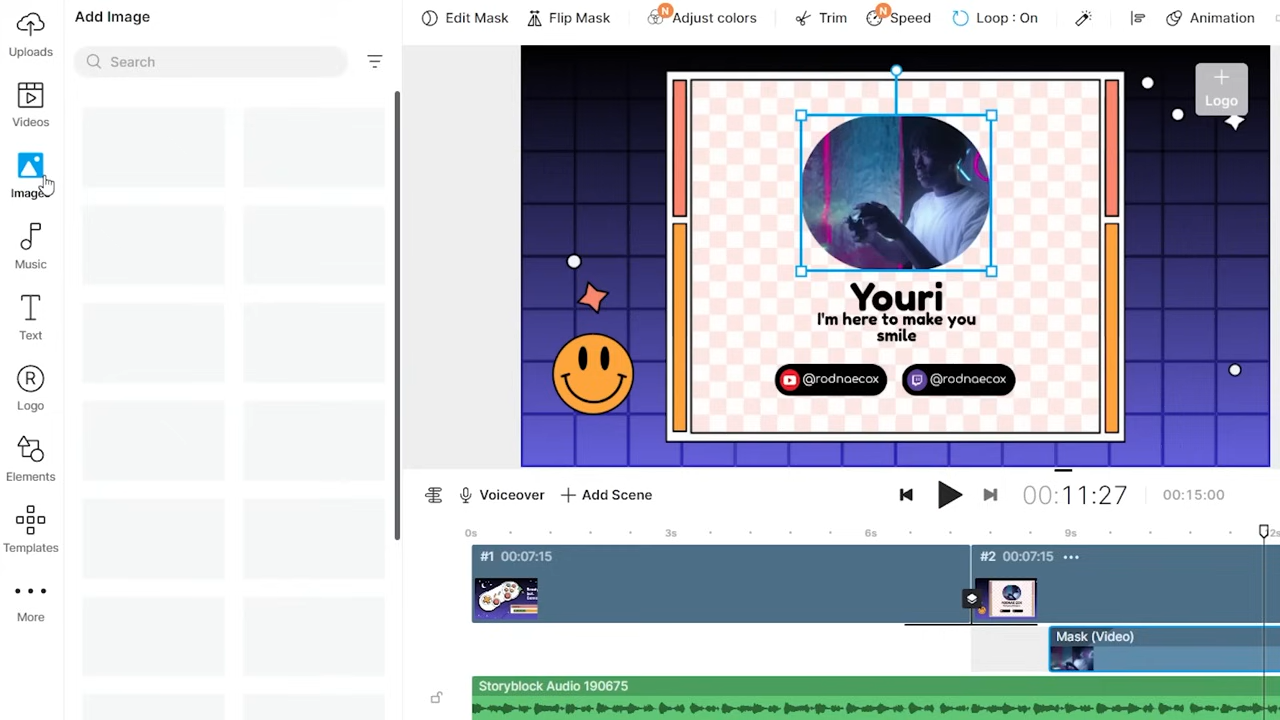 Add Image
Edit Mask
Flip Mask
N
Adjust colors
Trim
N
Speed
Loop : On
Animation
Uploads
Search
Videos
Images
Music
Text
R
Logo
Elements
Templates
More
+
Logo
Youri
I'm here to make you
smile
@rodnaecox
@rodnaecox
Voiceover
Add Scene
00:11:27
00:15:00
0s
3s
6s
9s
#1 00:07:15
#2 00:07:15
Mask (Video)
Storyblock Audio 190675